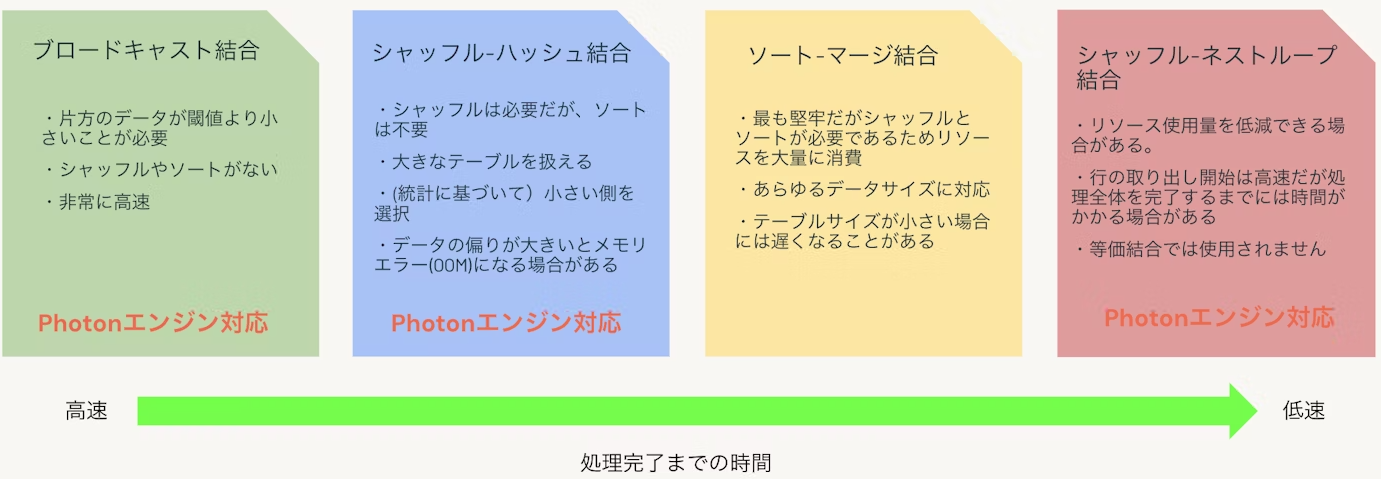 ブロードキャスト結合
・片方のデータが閾値より小
さいことが必要
・シャッフルやソートがない
・非常に高速
Photonエンジン対応
シャッフル-ハッシュ結合
・シャッフルは必要だが、ソート
は不要
・大きなテーブルを扱える
・(統計に基づいて）小さい側を
選択
・データの偏りが大きいとメモリ
エラー(OOM)になる場合がある
Photonエンジン対応
ソート-マージ結合
・最も堅牢だがシャッフルと
ソートが必要であるためリソー
スを大量に消費
・あらゆるデータサイズに対応
・テーブルサイズが小さい場合
には遅くなることがある
シャッフル-ネストループ
結合
・リソース使用量を低減できる場
合がある。
・行の取り出し開始は高速だが処
理全体を完了するまでには時間が
かかる場合がある
・等価結合では使用されません
Photonエンジン対応
高速
低速
処理完了までの時間